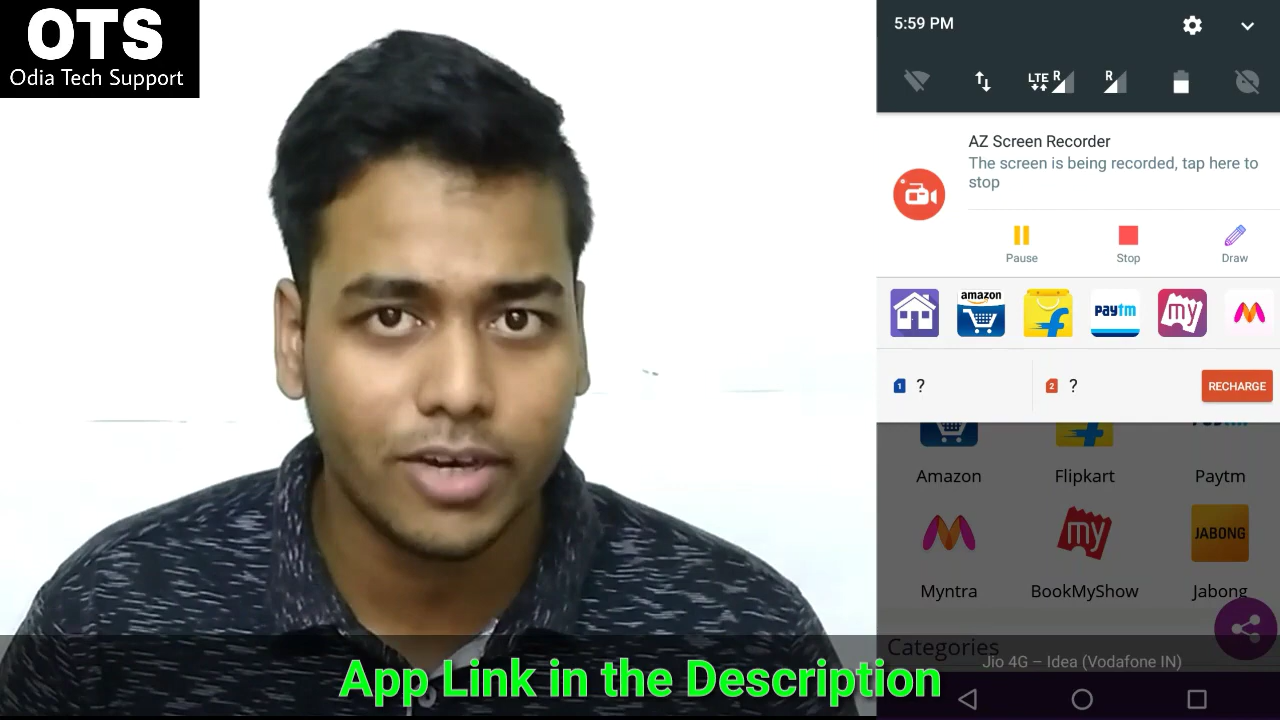 OTS
Odia Tech Support
5:59 PM
LTE R
R
AZ Screen Recorder
The screen is being recorded, tap here to
stop
Pause
Stop
Draw
amazon
Paytm
my
1 ?
2 ?
RECHARGE
Amazon
Flipkart
Paytm
my
JABONG
Myntra
BookMyShow
Jabong
Categories
Jio 4G – Idea (Vodafone IN)
App Link in the Description